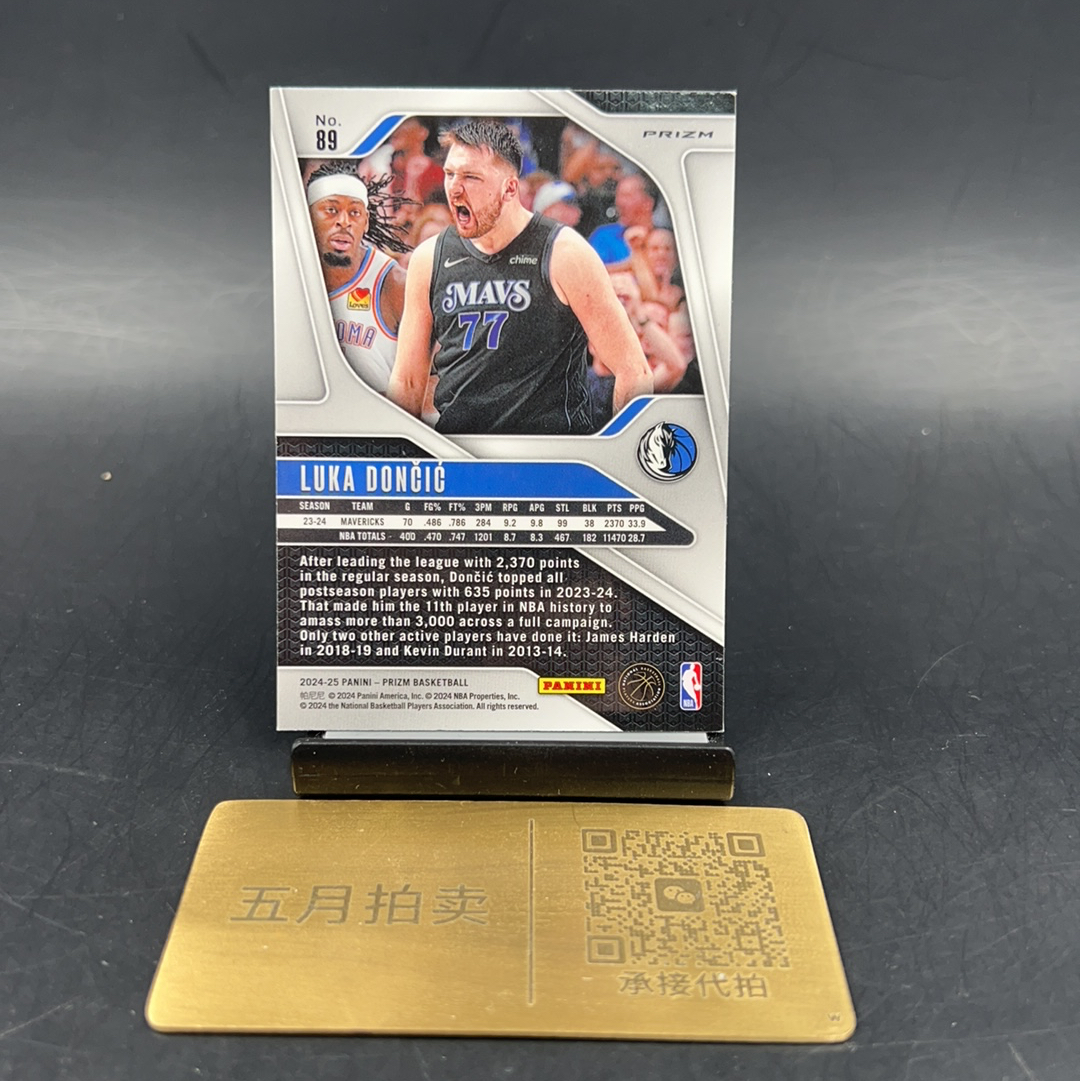 No.
89
PRIZM
chime
MAVS
77
Love's
OMA
LUKA DONČIĆ
SEASON TEAM G FG% FT% 3PM RPG APG STL BLK PTS PPG
23-24 MAVERICKS 70 .486 .786 284 9.2 9.8 99 38 2370 33.9
NBA TOTALS - 400 .470 .747 1201 8.7 8.3 467 182 11470 28.7
After leading the league with 2,370 points
in the regular season, Dončić topped all
postseason players with 635 points in 2023-24.
That made him the 11th player in NBA history to
amass more than 3,000 across a full campaign.
Only two other active players have done it: James Harden
in 2018-19 and Kevin Durant in 2013-14.
2024-25 PANINI – PRIZM BASKETBALL
帕尼尼 © 2024 Panini America, Inc. © 2024 NBA Properties, Inc.
© 2024 the National Basketball Players Association. All rights reserved.
PANINI
NBA
五月拍卖
承接代拍
W